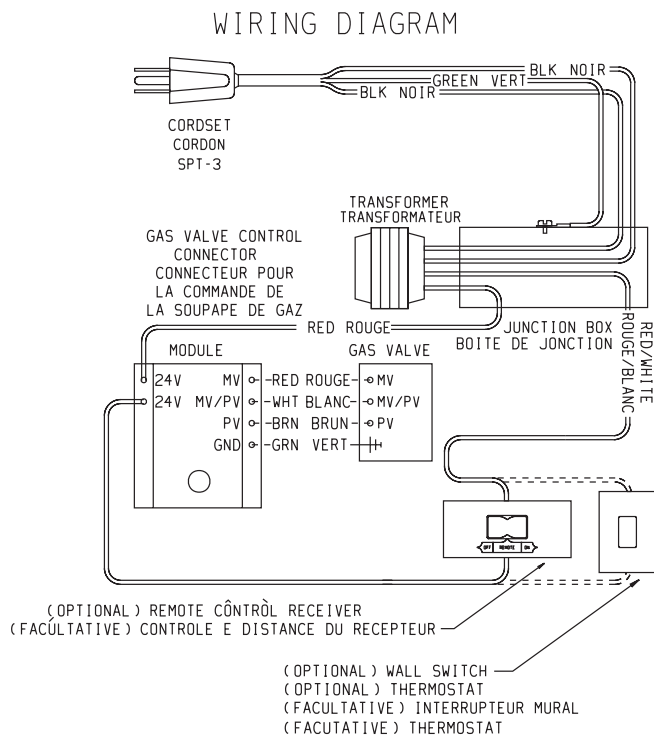 WIRING DIAGRAM
BLK NOIR
GREEN VERT
BLK NOIR
CORDSET
CORDON
SPT-3
TRANSFORMER
TRANSFORMATEUR
GAS VALVE CONTROL
CONNECTOR
CONNECTEUR POUR
LA COMMANDE DE
LA SOUPAPE DE GAZ
RED ROUGE
JUNCTION BOX
BOITE DE JONCTION
RED/WHITE
ROUGE/BLANC
MODULE
GAS VALVE
24V MV RED ROUGE MV
24V MV/PV WHT BLANC MV/PV
PV BRN BRUN PV
GND GRN VERT
OFF REMOTE ON
(OPTIONAL) REMOTE CÔNTRÒL RECEIVER
(FACÚLTATIVE) CONTROLE E DISTANCE DU RECEPTEUR
(OPTIONAL) WALL SWITCH
(OPTIONAL) THERMOSTAT
(FACULTATIVE) INTERRUPTEUR MURAL
(FACUTATIVE) THERMOSTAT